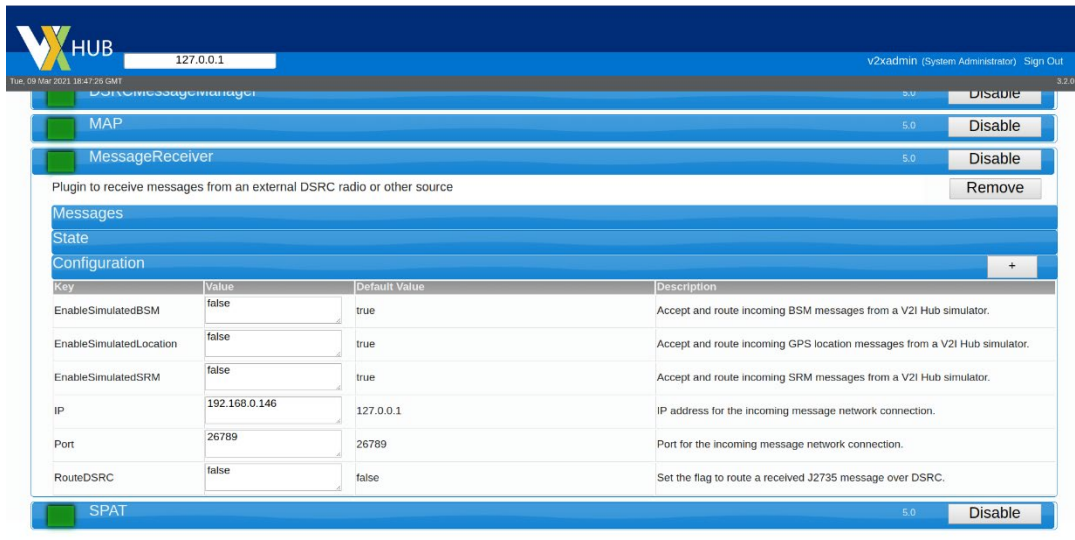 VX HUB
127.0.0.1
v2xadmin (System Administrator) Sign Out
Tue, 09 Mar 2021 18:47:26 GMT 3.2.0
DSRCMessageManager 5.0 Disable
MAP 5.0 Disable
MessageReceiver 5.0 Disable
Plugin to receive messages from an external DSRC radio or other source Remove
Messages
State
Configuration +
Key Value Default Value Description
EnableSimulatedBSM false true Accept and route incoming BSM messages from a V2I Hub simulator.
EnableSimulatedLocation false true Accept and route incoming GPS location messages from a V2I Hub simulator.
EnableSimulatedSRM false true Accept and route incoming SRM messages from a V2I Hub simulator.
IP 192.168.0.146 127.0.0.1 IP address for the incoming message network connection.
Port 26789 26789 Port for the incoming message network connection.
RouteDSRC false false Set the flag to route a received J2735 message over DSRC.
SPAT 5.0 Disable